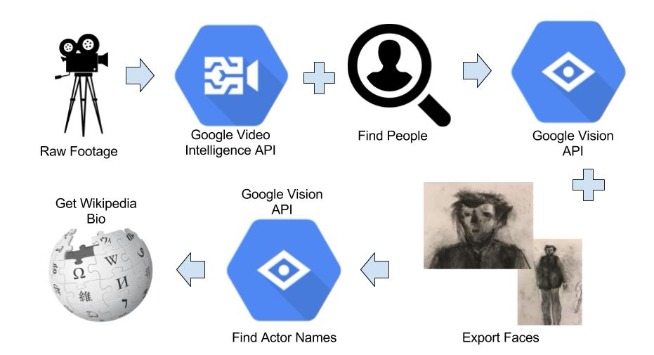 Raw Footage
Google Video
Intelligence API
Find People
Google Vision
API
Export Faces
Google Vision
API
Find Actor Names
Get Wikipedia
Bio
Ω
W
И
維